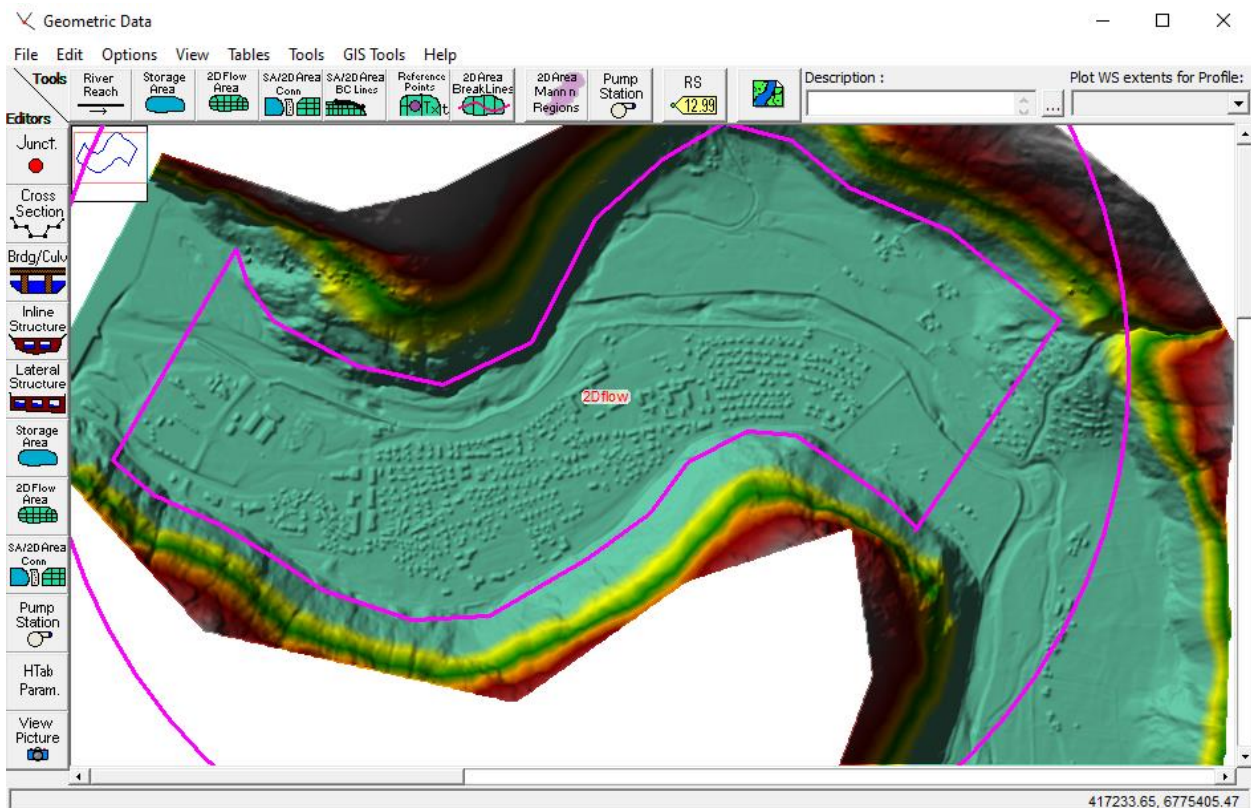 Geometric Data
File Edit Options View Tables Tools GIS Tools Help
Tools
Editors
River
Reach
Storage
Area
2D Flow
Area
SA/2D Area
Conn
SA/2D Area
BC Lines
Reference
Points
2D Area
BreakLines
2D Area
Mann n
Regions
Pump
Station
RS
12.99
Description :
...
Plot WS extents for Profile:
Junct.
Cross
Section
Brdg/Culv
Inline
Structure
Lateral
Structure
Storage
Area
2D Flow
Area
SA/2D Area
Conn
Pump
Station
HTab
Param.
View
Picture
2Dflow
417233.65, 6775405.47